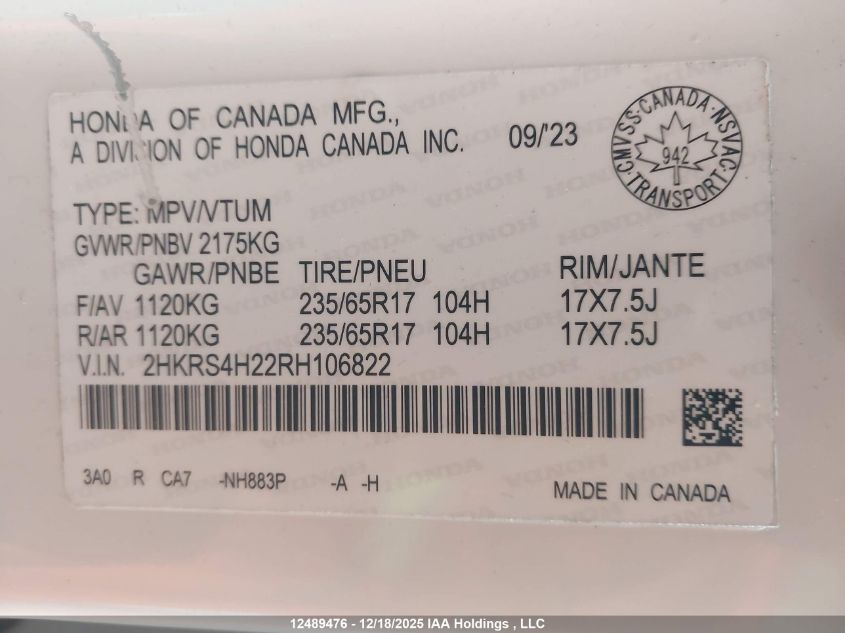 HONDA OF CANADA MFG.,
A DIVISION OF HONDA CANADA INC.
09/'23
CMVSS·CANADA·NSVAC·TRANSPORT·
942
TYPE: MPV/VTUM
GVWR/PNBV 2175KG
GAWR/PNBE TIRE/PNEU RIM/JANTE
F/AV 1120KG 235/65R17 104H 17X7.5J
R/AR 1120KG 235/65R17 104H 17X7.5J
V.I.N. 2HKRS4H22RH106822
3A0 R CA7 -NH883P -A -H
MADE IN CANADA
12489476 - 12/18/2025 IAA Holdings , LLC